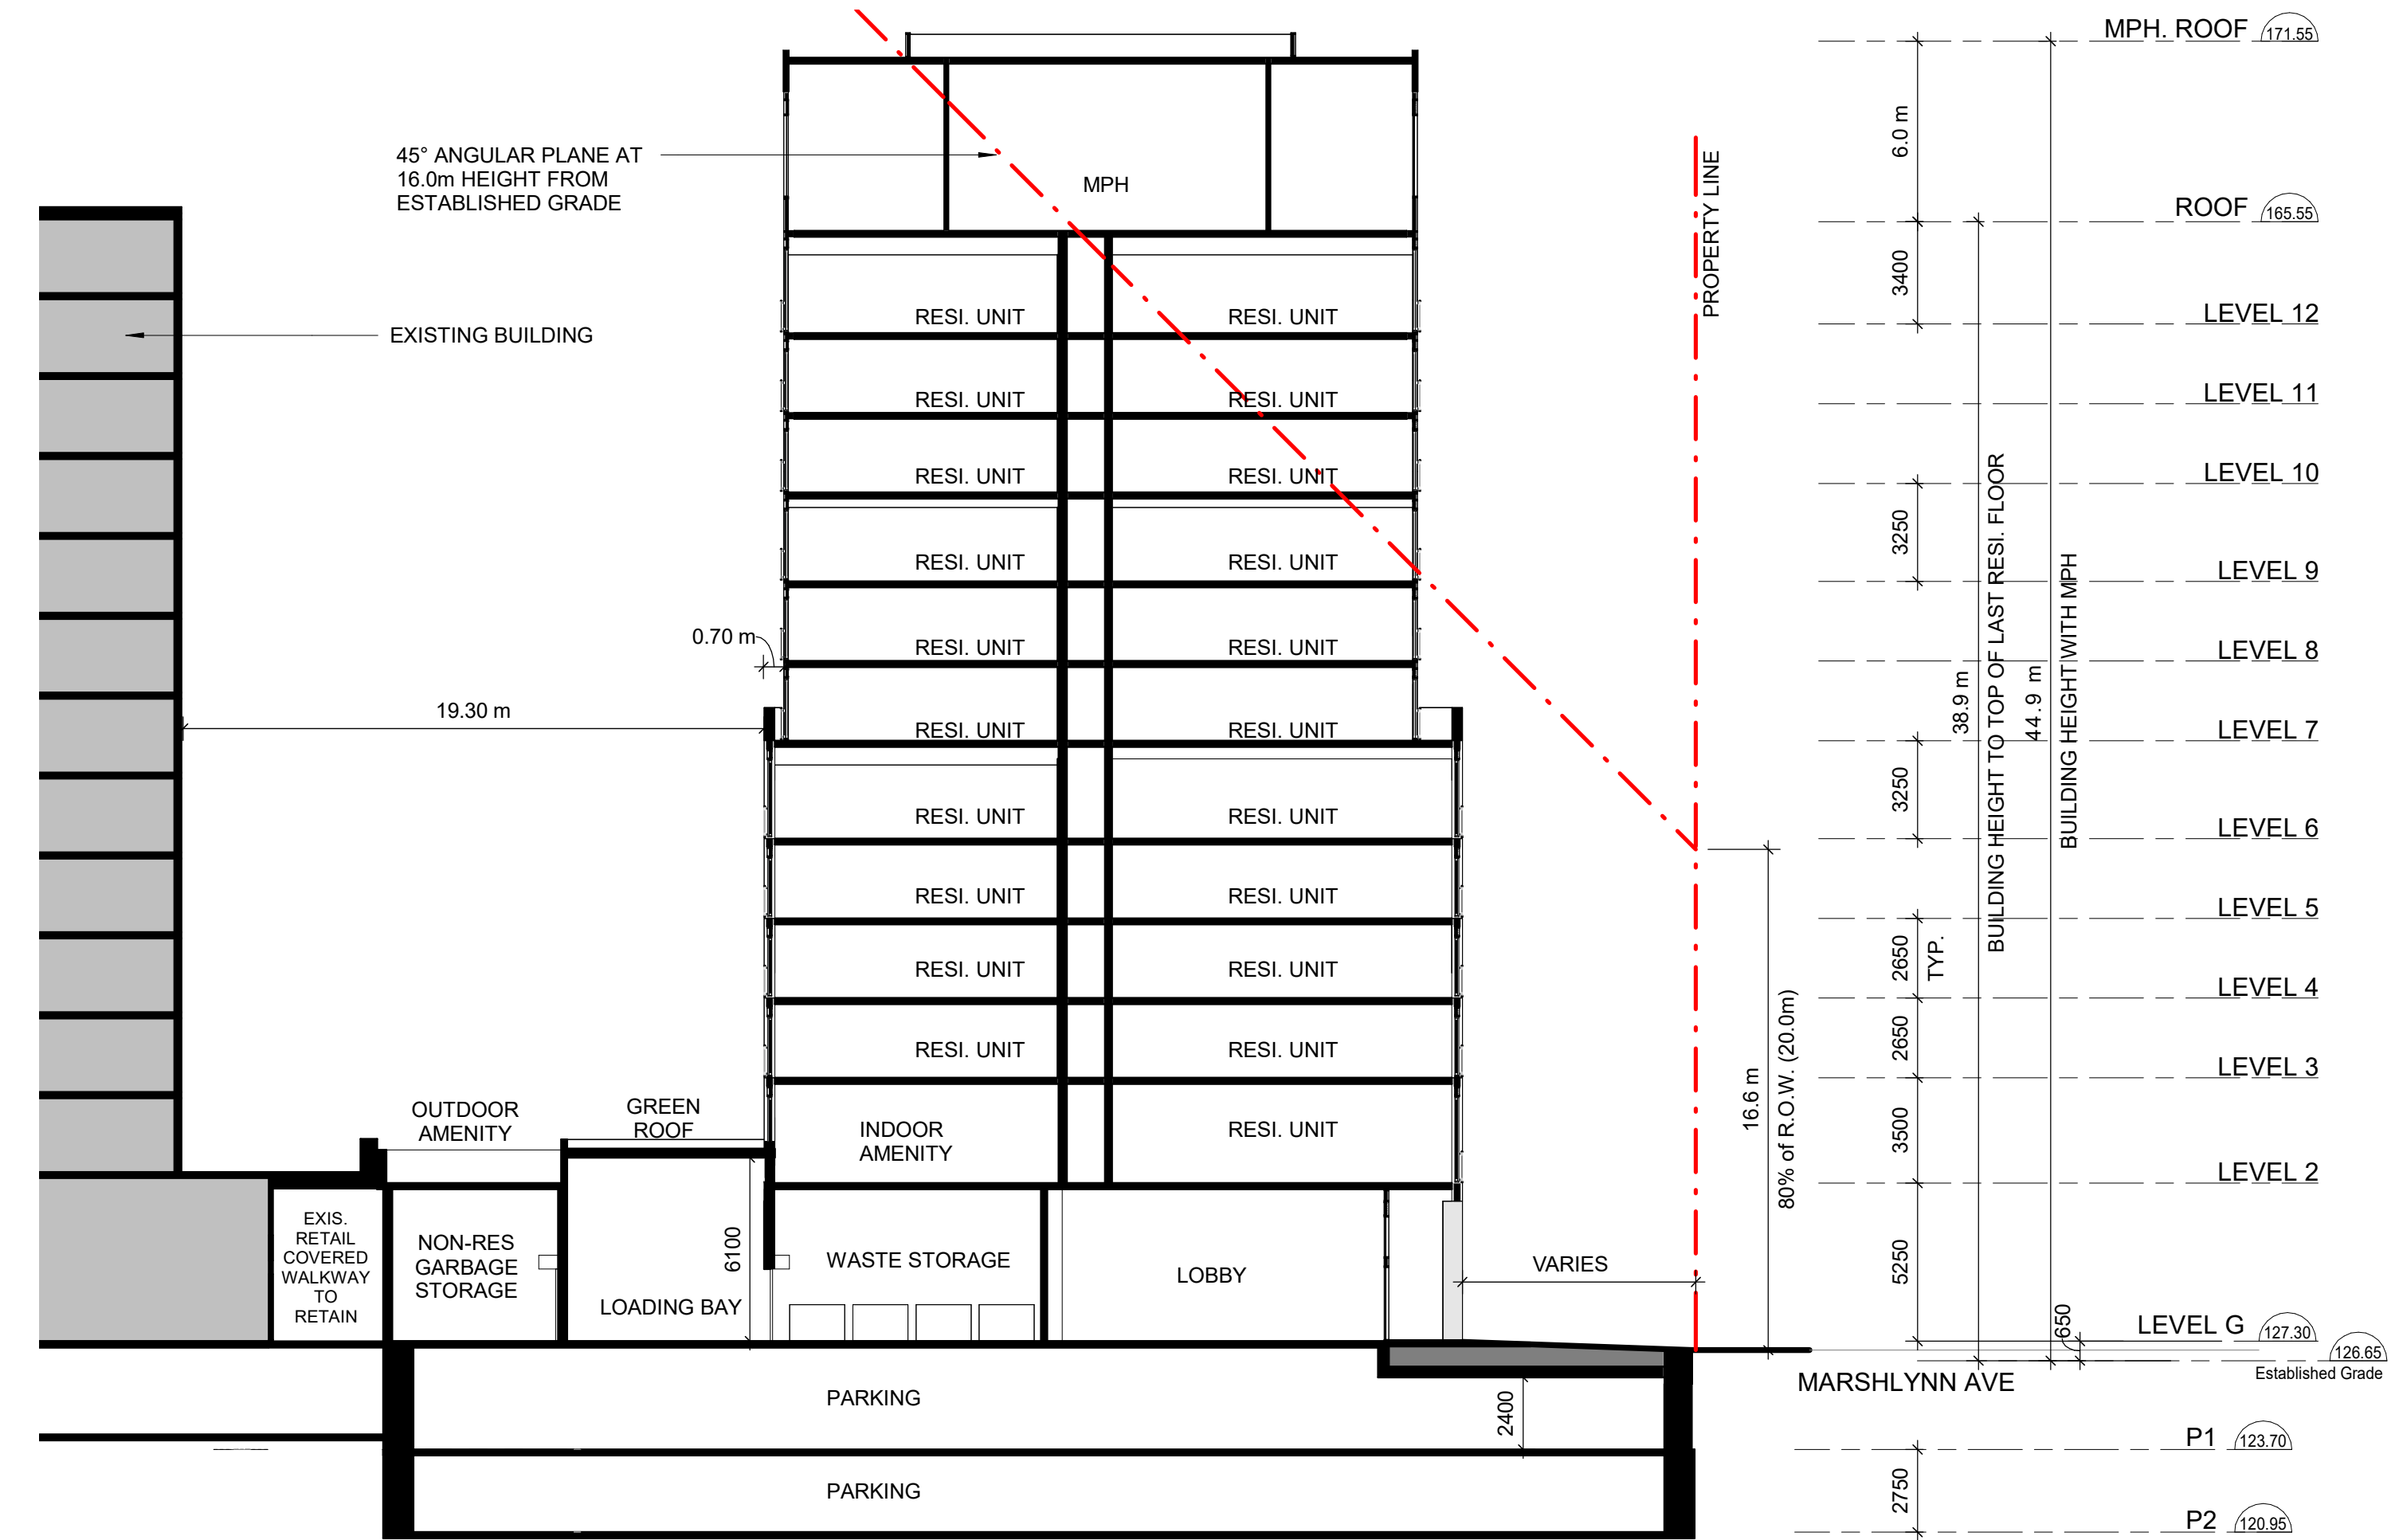 MPH. ROOF 171.55
45° ANGULAR PLANE AT
16.0m HEIGHT FROM
ESTABLISHED GRADE
MPH
6.0 m
PROPERTY LINE
ROOF 165.55
EXISTING BUILDING
RESI. UNIT RESI. UNIT
3400
LEVEL 12
RESI. UNIT RESI. UNIT
LEVEL 11
RESI. UNIT RESI. UNIT
LEVEL 10
RESI. UNIT RESI. UNIT
3250
LEVEL 9
0.70 m
RESI. UNIT RESI. UNIT
LEVEL 8
19.30 m
RESI. UNIT RESI. UNIT
LEVEL 7
38.9 m
BUILDING HEIGHT TO TOP OF LAST RESI. FLOOR
44.9 m
BUILDING HEIGHT WITH MPH
RESI. UNIT RESI. UNIT
3250
LEVEL 6
RESI. UNIT RESI. UNIT
LEVEL 5
RESI. UNIT RESI. UNIT
2650
TYP.
LEVEL 4
RESI. UNIT RESI. UNIT
2650
LEVEL 3
16.6 m
80% of R.O.W. (20.0m)
OUTDOOR
AMENITY
GREEN
ROOF
INDOOR
AMENITY
RESI. UNIT
3500
LEVEL 2
EXIS.
RETAIL
COVERED
WALKWAY
TO
RETAIN
NON-RES
GARBAGE
STORAGE
LOADING BAY
6100
WASTE STORAGE
LOBBY
VARIES
5250
650
LEVEL G 127.30
126.65
Established Grade
MARSHLYNN AVE
PARKING
2400
P1 123.70
PARKING
2750
P2 120.95